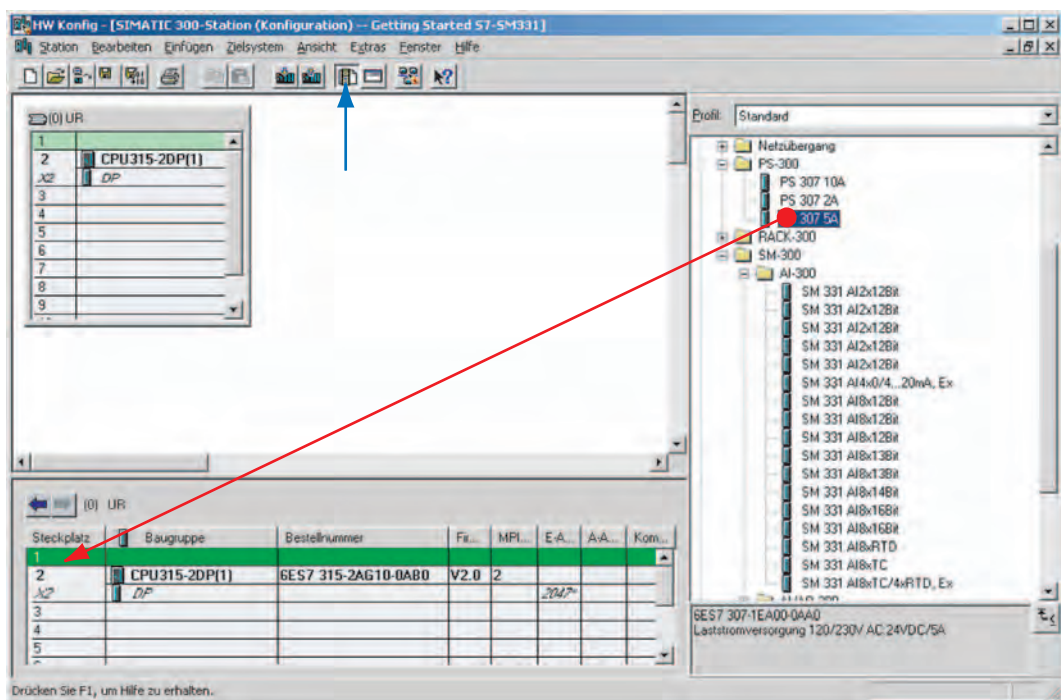 HW Konfig - [SIMATIC 300-Station (Konfiguration) -- Getting Started S7-SM331]
Station Bearbeiten Einfügen Zielsystem Ansicht Extras Fenster Hilfe
(0) UR
1
2 CPU315-2DP(1)
X2 DP
3
4
5
6
7
8
9
Profil: Standard
Netzübergang
PS-300
PS 307 10A
PS 307 2A
307 5A
RACK-300
SM-300
AI-300
SM 331 AI2x12Bit
SM 331 AI2x12Bit
SM 331 AI2x12Bit
SM 331 AI2x12Bit
SM 331 AI2x12Bit
SM 331 AI4x0/4...20mA, Ex
SM 331 AI8x12Bit
SM 331 AI8x12Bit
SM 331 AI8x12Bit
SM 331 AI8x13Bit
SM 331 AI8x13Bit
SM 331 AI8x14Bit
SM 331 AI8x16Bit
SM 331 AI8x16Bit
SM 331 AI8xRTD
SM 331 AI8xTC
SM 331 AI8xTC/4xRTD, Ex
6ES7 307-1EA00-0AA0
Laststromversorgung 120/230V AC:24VDC/5A
(0) UR
Steckplatz Baugruppe Bestellnummer Fi... MPI... E-A... A-A... Kom...
1
2 CPU315-2DP(1) 6ES7 315-2AG10-0AB0 V2.0 2
X2 DP 2047*
3
4
5
Drücken Sie F1, um Hilfe zu erhalten.